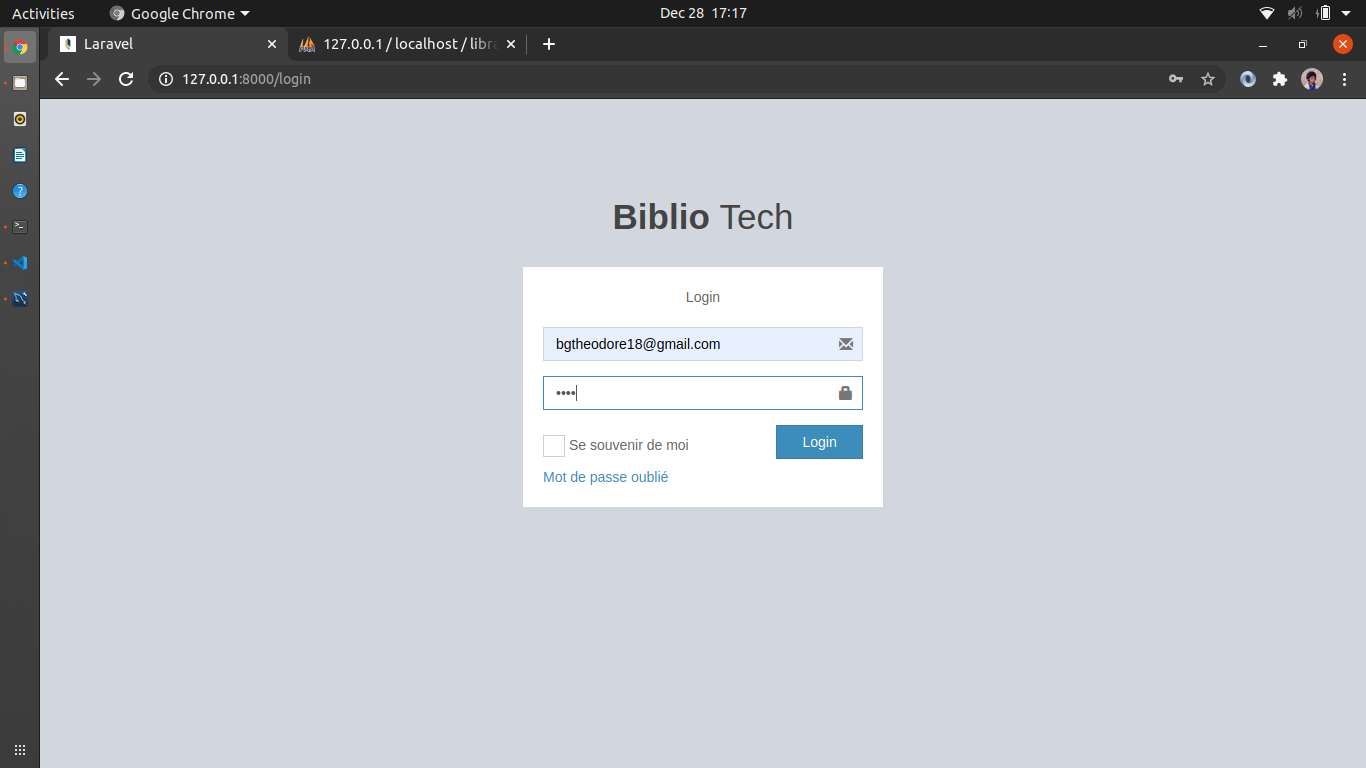 Activities
Google Chrome
Dec 28 17:17
Laravel
127.0.0.1 / localhost / libra
127.0.0.1:8000/login
Biblio Tech
Login
bgtheodore18@gmail.com
••••
Se souvenir de moi
Login
Mot de passe oublié